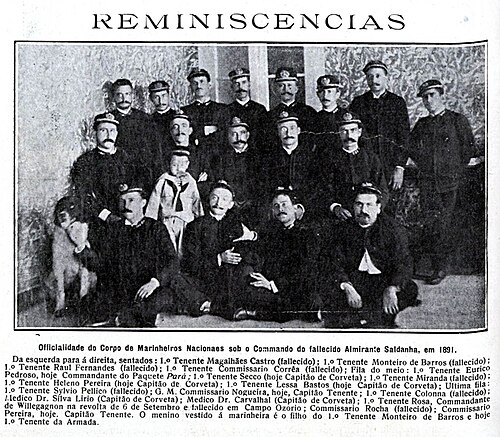 REMINISCENCIAS
Officialidade do Corpo de Marinheiros Nacionaes sob o Commando do fallecido Almirante Saldanha, em 1891.
Da esquerda para á direita, sentados: 1.º Tenente Magalhães Castro (fallecido); 1.º Tenente Monteiro de Barros (fallecido);
1.º Tenente Raul Fernandes (fallecido); 1.º Tenente Commissario Corrêa (fallecido); Fila do meio: 1.º Tenente Eurico
Pedroso, hoje Commandante do Paquete Pará; 1.º Tenente Secco (hoje Capitão de Corveta); 1.º Tenente Miranda (fallecido);
1.º Tenente Heleno Pereira (hoje Capitão de Corveta); 1.º Tenente Lessa Bastos (hoje Capitão de Corveta); Ultima fila:
1.º Tenente Sylvio Pellico (fallecido); G. M. Commissario Nogueira, hoje, Capitão Tenente; 1.º Tenente Colonna (fallecido);
Medico Dr. Silva Lirio (Capitão de Corveta); Medico Dr. Carvalhal (Capitão de Corveta); 1.º Tenente Rosa, Commandante
de Willegagnon na revolta de 6 de Setembro e fallecido em Campo Ozorio; Commissario Rocha (fallecido); Commissario
Pereira, hoje, Capitão Tenente. O menino vestido á marinheira é o filho do 1.º Tenente Monteiro de Barros e hoje
1.º Tenente da Armada.